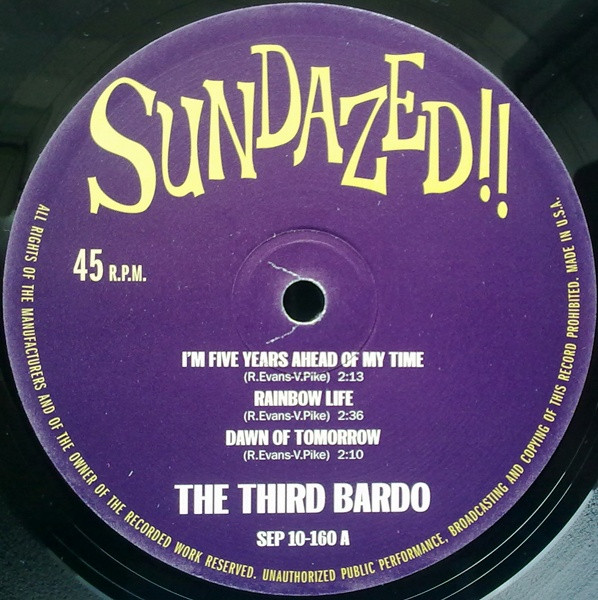 SUNDAZED!!
45 R.P.M.
I'M FIVE YEARS AHEAD OF MY TIME
(R.Evans-V.Pike) 2:13
RAINBOW LIFE
(R.Evans-V.Pike) 2:36
DAWN OF TOMORROW
(R.Evans-V.Pike) 2:10
THE THIRD BARDO
SEP 10-160 A
ALL RIGHTS OF THE MANUFACTURERS AND OF THE OWNER OF THE RECORDED WORK RESERVED. UNAUTHORIZED PUBLIC PERFORMANCE, BROADCASTING AND COPYING OF THIS RECORD PROHIBITED. MADE IN U.S.A.